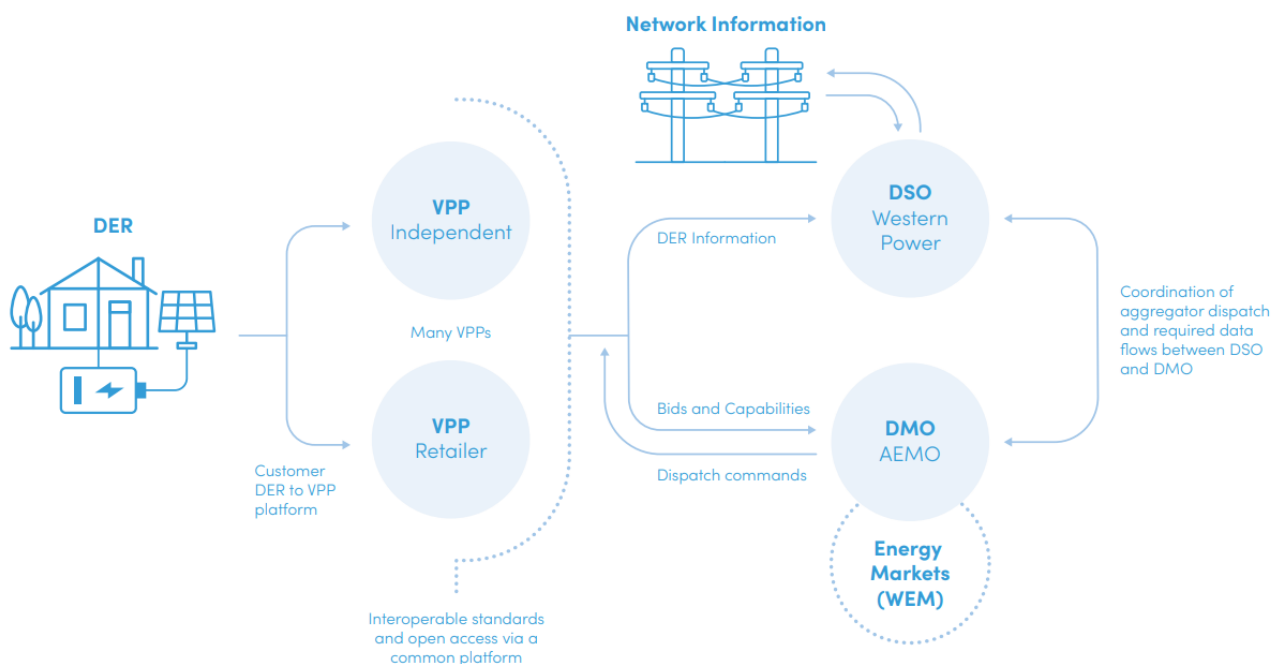 Network Information
DER
VPP
Independent
Many VPPs
VPP
Retailer
Customer
DER to VPP
platform
Interoperable standards
and open access via a
common platform
DER Information
Bids and Capabilities
Dispatch commands
DSO
Western
Power
DMO
AEMO
Energy
Markets
(WEM)
Coordination of
aggregator dispatch
and required data
flows between DSO
and DMO